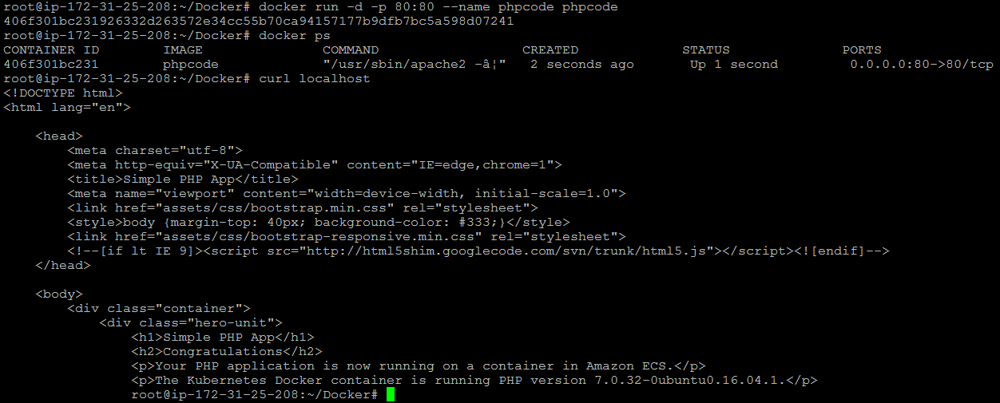 root@ip-172-31-25-208:~/Docker# docker run -d -p 80:80 --name phpcode phpcode
406f301bc231926332d263572e34cc55b70ca94157177b9dfb7bc5a598d07241
root@ip-172-31-25-208:~/Docker# docker ps
CONTAINER ID        IMAGE               COMMAND                  CREATED             STATUS              PORTS
406f301bc231        phpcode             "/usr/sbin/apache2 -â¦"   2 seconds ago       Up 1 second         0.0.0.0:80->80/tcp
root@ip-172-31-25-208:~/Docker# curl localhost
<!DOCTYPE html>
<html lang="en">
    <head>
        <meta charset="utf-8">
        <meta http-equiv="X-UA-Compatible" content="IE=edge,chrome=1">
        <title>Simple PHP App</title>
        <meta name="viewport" content="width=device-width, initial-scale=1.0">
        <link href="assets/css/bootstrap.min.css" rel="stylesheet">
        <style>body {margin-top: 40px; background-color: #333;}</style>
        <link href="assets/css/bootstrap-responsive.min.css" rel="stylesheet">
        <!--[if lt IE 9]><script src="http://html5shim.googlecode.com/svn/trunk/html5.js"></script><![endif]-->
    </head>
    <body>
        <div class="container">
            <div class="hero-unit">
                <h1>Simple PHP App</h1>
                <h2>Congratulations</h2>
                <p>Your PHP application is now running on a container in Amazon ECS.</p>
                <p>The Kubernetes Docker container is running PHP version 7.0.32-0ubuntu0.16.04.1.</p>
                root@ip-172-31-25-208:~/Docker#